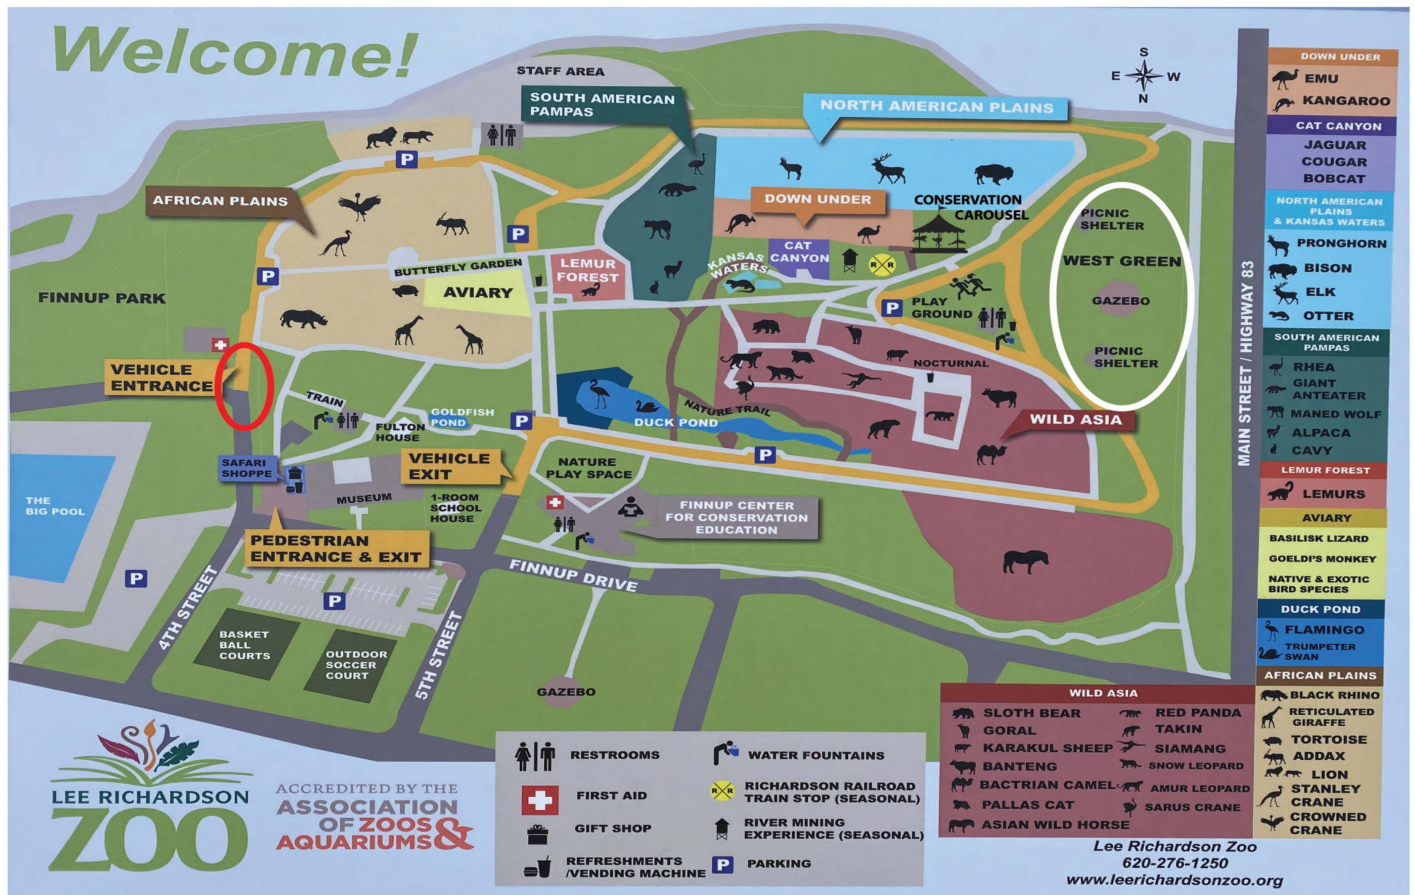 Welcome!
STAFF AREA
SOUTH AMERICAN
PAMPAS
NORTH AMERICAN PLAINS
S
E
W
N
AFRICAN PLAINS
DOWN UNDER
CONSERVATION
CAROUSEL
PICNIC
SHELTER
CAT
CANYON
KANSAS
WATERS
R R
WEST GREEN
BUTTERFLY GARDEN
LEMUR
FOREST
AVIARY
FINNUP PARK
PLAY
GROUND
GAZEBO
PICNIC
SHELTER
NOCTURNAL
VEHICLE
ENTRANCE
TRAIN
FULTON
HOUSE
GOLDFISH
POND
DUCK POND
NATURE TRAIL
WILD ASIA
SAFARI
SHOPPE
VEHICLE
EXIT
NATURE
PLAY SPACE
MUSEUM
1-ROOM
SCHOOL
HOUSE
FINNUP CENTER
FOR CONSERVATION
EDUCATION
THE
BIG POOL
PEDESTRIAN
ENTRANCE & EXIT
FINNUP DRIVE
4TH STREET
5TH STREET
BASKET
BALL
COURTS
OUTDOOR
SOCCER
COURT
GAZEBO
P
P
P
P
P
P
P
P
P
MAIN STREET / HIGHWAY 83
DOWN UNDER
EMU
KANGAROO
CAT CANYON
JAGUAR
COUGAR
BOBCAT
NORTH AMERICAN
PLAINS
& KANSAS WATERS
PRONGHORN
BISON
ELK
OTTER
SOUTH AMERICAN
PAMPAS
RHEA
GIANT
ANTEATER
MANED WOLF
ALPACA
CAVY
LEMUR FOREST
LEMURS
AVIARY
BASILISK LIZARD
GOELDI'S MONKEY
NATIVE & EXOTIC
BIRD SPECIES
DUCK POND
FLAMINGO
TRUMPETER
SWAN
AFRICAN PLAINS
BLACK RHINO
RETICULATED
GIRAFFE
TORTOISE
ADDAX
LION
STANLEY
CRANE
CROWNED
CRANE
WILD ASIA
SLOTH BEAR
GORAL
KARAKUL SHEEP
BANTENG
BACTRIAN CAMEL
PALLAS CAT
ASIAN WILD HORSE
RED PANDA
TAKIN
SIAMANG
SNOW LEOPARD
AMUR LEOPARD
SARUS CRANE
RESTROOMS
FIRST AID
GIFT SHOP
REFRESHMENTS
/VENDING MACHINE
WATER FOUNTAINS
R R
RICHARDSON RAILROAD
TRAIN STOP (SEASONAL)
RIVER MINING
EXPERIENCE (SEASONAL)
P
PARKING
LEE RICHARDSON
ZOO
ACCREDITED BY THE
ASSOCIATION
OF ZOOS &
AQUARIUMS
Lee Richardson Zoo
620-276-1250
www.leerichardsonzoo.org